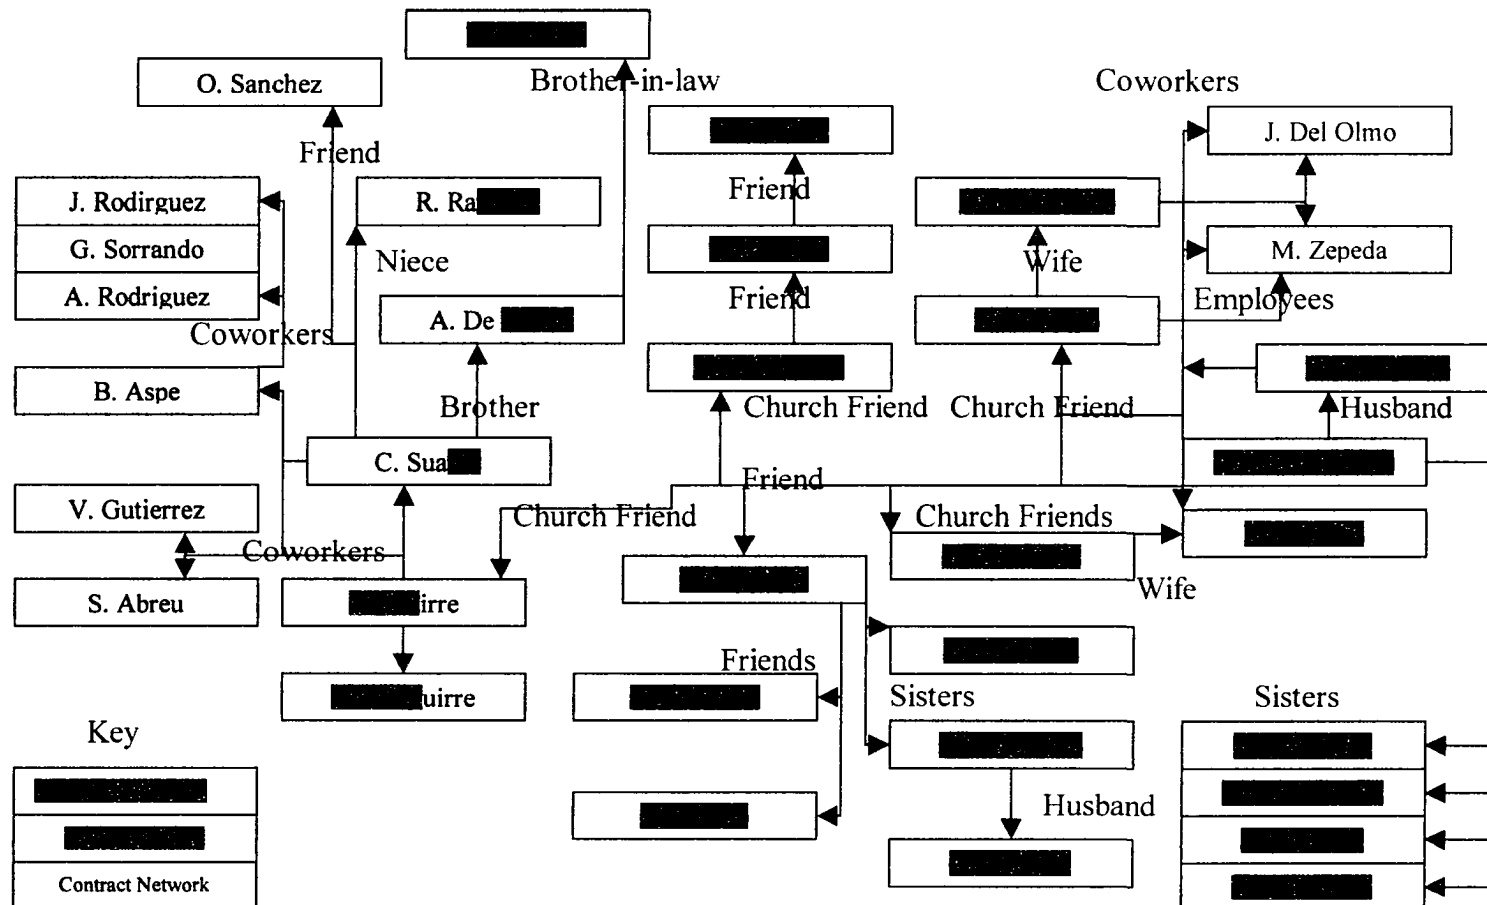 Brother-in-law
Coworkers
O. Sanchez
J. Del Olmo
Friend
Friend
J. Rodirguez
R. Ra
G. Sorrando
Niece
Wife
M. Zepeda
A. Rodriguez
Friend
Employees
Coworkers
A. De
B. Aspe
Brother
Church Friend
Church Friend
Husband
C. Sua
Friend
V. Gutierrez
Church Friend
Church Friends
Coworkers
S. Abreu
irre
Wife
Friends
uirre
Sisters
Sisters
Key
Husband
Contract Network